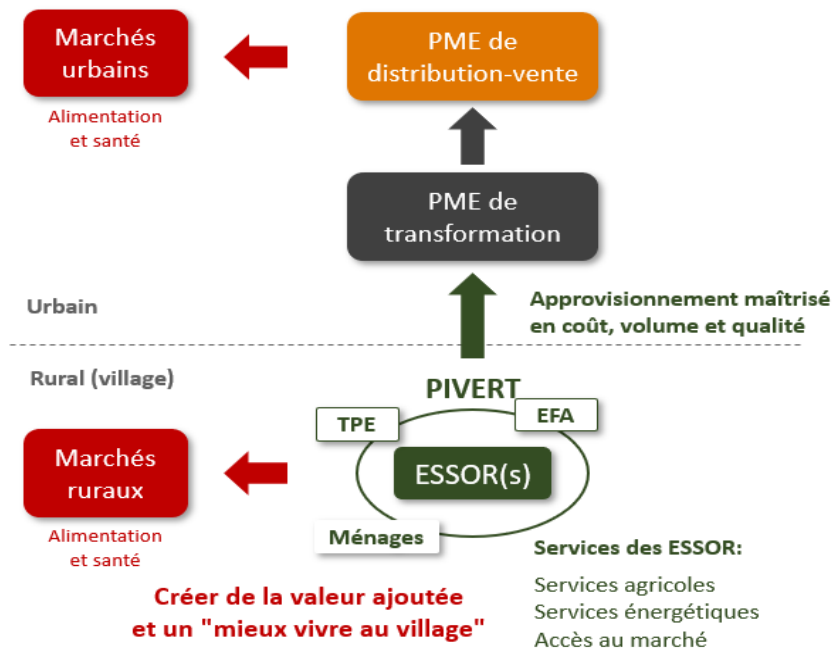 Marchés
urbains
Alimentation
et santé
PME de
distribution-vente
PME de
transformation
Urbain
Approvisionnement maîtrisé
en coût, volume et qualité
Rural (village)
PIVERT
TPE
EFA
ESSOR(s)
Ménages
Marchés
ruraux
Alimentation
et santé
Créer de la valeur ajoutée
et un "mieux vivre au village"
Services des ESSOR:
Services agricoles
Services énergétiques
Accès au marché